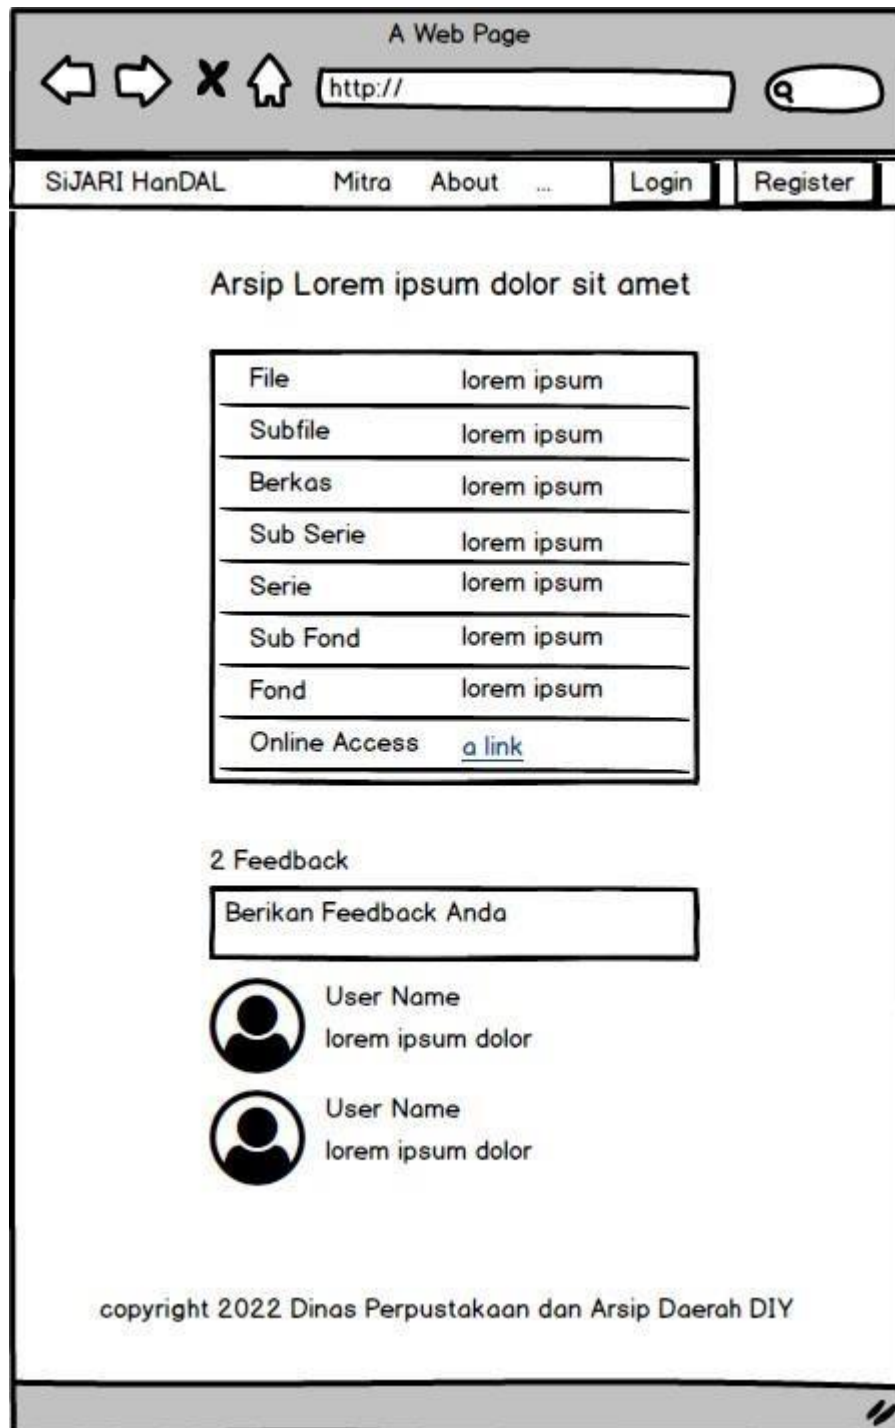 A Web Page
http://
SiJARI HanDAL Mitra About ... Login Register
Arsip Lorem ipsum dolor sit amet
File lorem ipsum
Subfile lorem ipsum
Berkas lorem ipsum
Sub Serie lorem ipsum
Serie lorem ipsum
Sub Fond lorem ipsum
Fond lorem ipsum
Online Access a link
2 Feedback
Berikan Feedback Anda
User Name
lorem ipsum dolor
User Name
lorem ipsum dolor
copyright 2022 Dinas Perpustakaan dan Arsip Daerah DIY